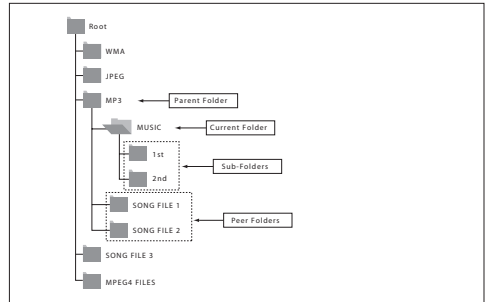 Root
WMA
JPEG
MP3 Parent Folder
MUSIC Current Folder
1st
Sub-Folders
2nd
SONG FILE 1
Peer Folders
SONG FILE 2
SONG FILE 3
MPEG4 FILES